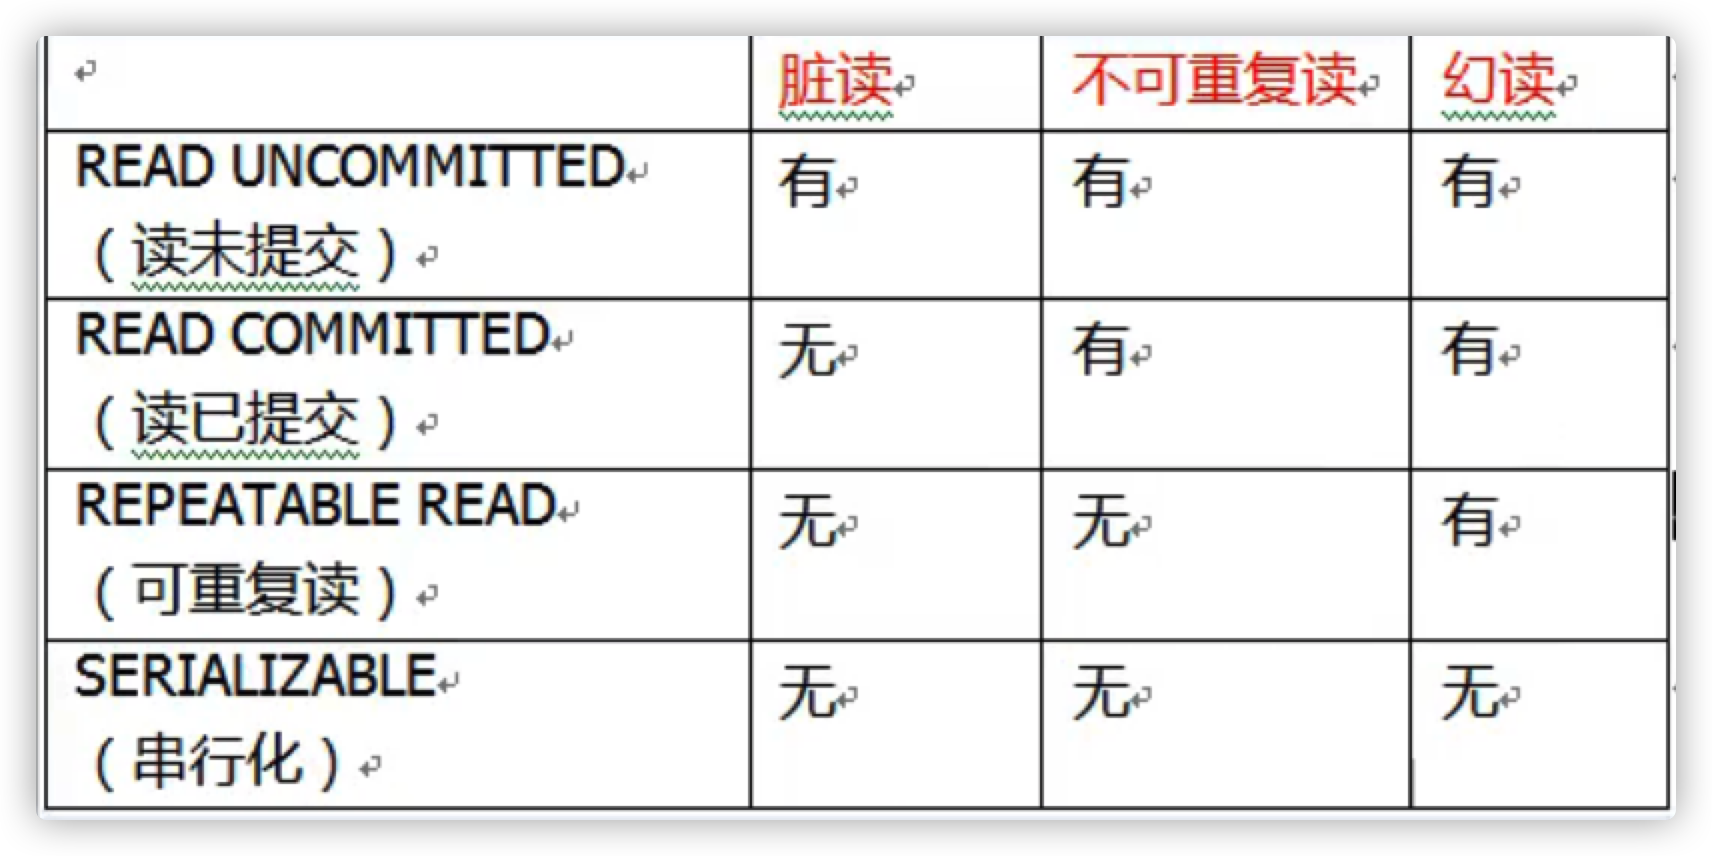 脏读 不可重复读 幻读
READ UNCOMMITTED 有 有 有
（读未提交）
READ COMMITTED 无 有 有
（读已提交）
REPEATABLE READ 无 无 有
（可重复读）
SERIALIZABLE 无 无 无
（串行化）